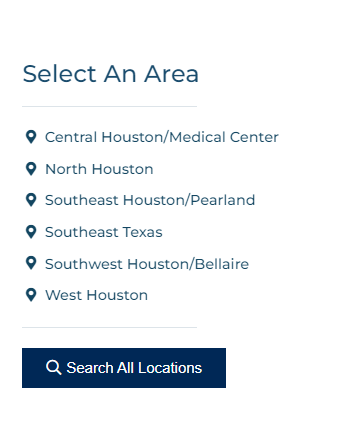 Select An Area
Central Houston/Medical Center
North Houston
Southeast Houston/Pearland
Southeast Texas
Southwest Houston/Bellaire
West Houston
Search All Locations